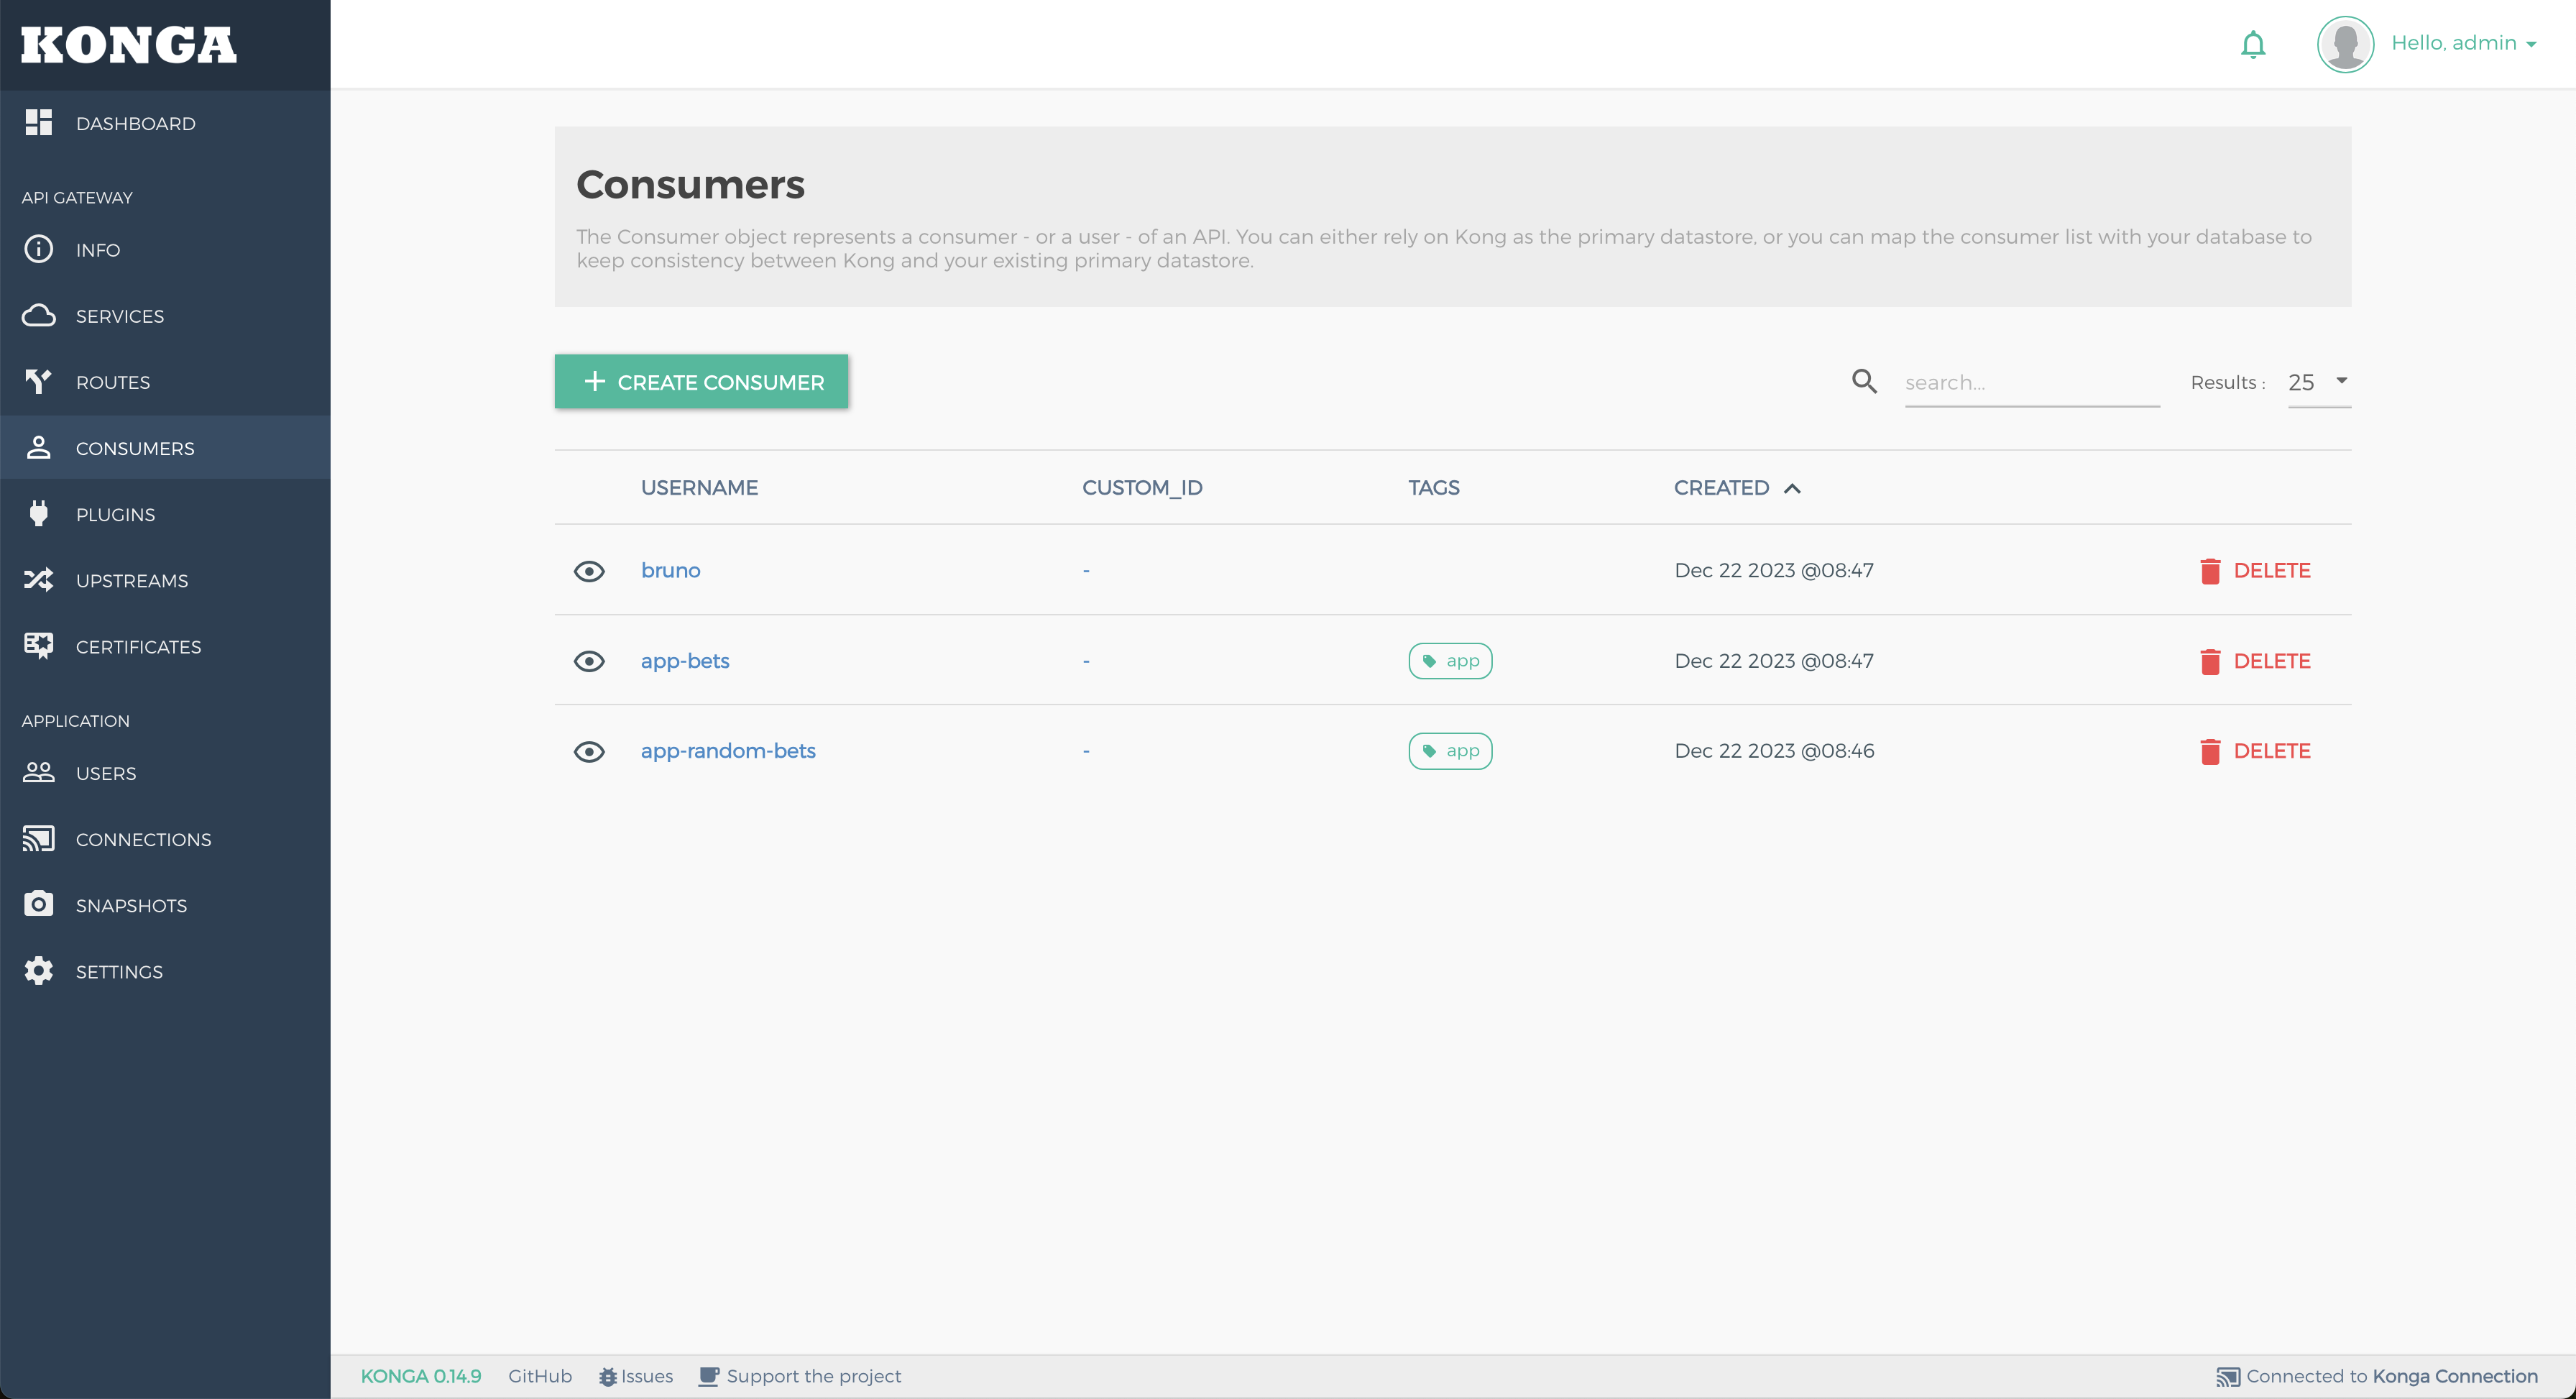 KONGA
Hello, admin
DASHBOARD
API GATEWAY
INFO
SERVICES
ROUTES
CONSUMERS
PLUGINS
UPSTREAMS
CERTIFICATES
APPLICATION
USERS
CONNECTIONS
SNAPSHOTS
SETTINGS
Consumers
The Consumer object represents a consumer - or a user - of an API. You can either rely on Kong as the primary datastore, or you can map the consumer list with your database to
keep consistency between Kong and your existing primary datastore.
CREATE CONSUMER search... Results : 25
USERNAME CUSTOM_ID TAGS CREATED
bruno - Dec 22 2023 @08:47 DELETE
app-bets - app Dec 22 2023 @08:47 DELETE
app-random-bets - app Dec 22 2023 @08:46 DELETE
KONGA 0.14.9 GitHub Issues Support the project Connected to Konga Connection